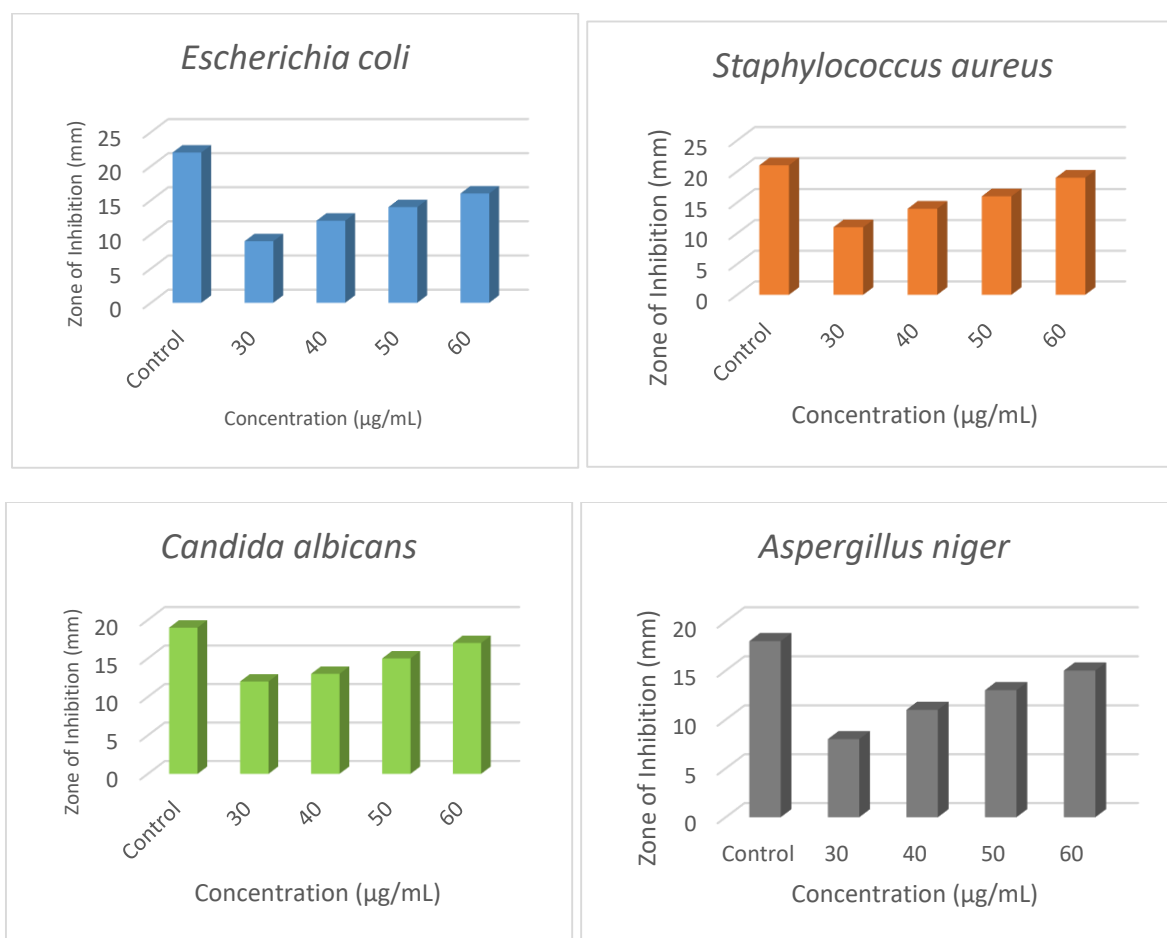 Escherichia coli
Zone of Inhibition (mm)
25
20
15
10
5
0
Control
30
40
50
60
Concentration (µg/mL)
Staphylococcus aureus
Zone of Inhibition (mm)
25
20
15
10
5
0
Control
30
40
50
60
Concentration (µg/mL)
Candida albicans
Zone of Inhibition (mm)
20
15
10
5
0
Control
30
40
50
60
Concentration (µg/mL)
Aspergillus niger
Zone of Inhibition (mm)
20
15
10
5
0
Control 30 40 50 60
Concentration (µg/mL)